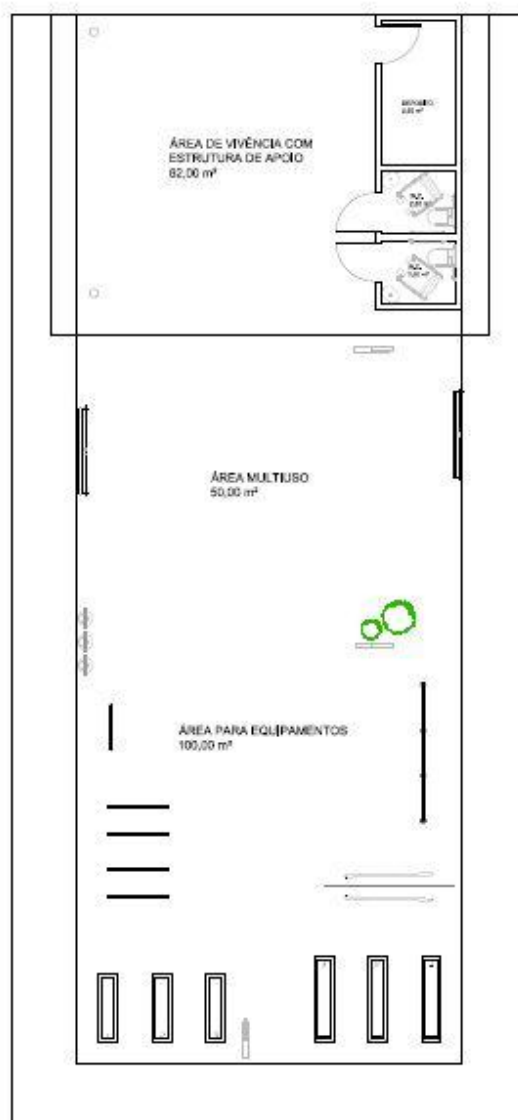 DEPÓSITO
ÁREA DE VIVÊNCIA COM
ESTRUTURA DE APOIO
62,00 m²
W.C.
W.C.
ÁREA MULTIUSO
50,00 m²
ÁREA PARA EQUIPAMENTOS
100,00 m²